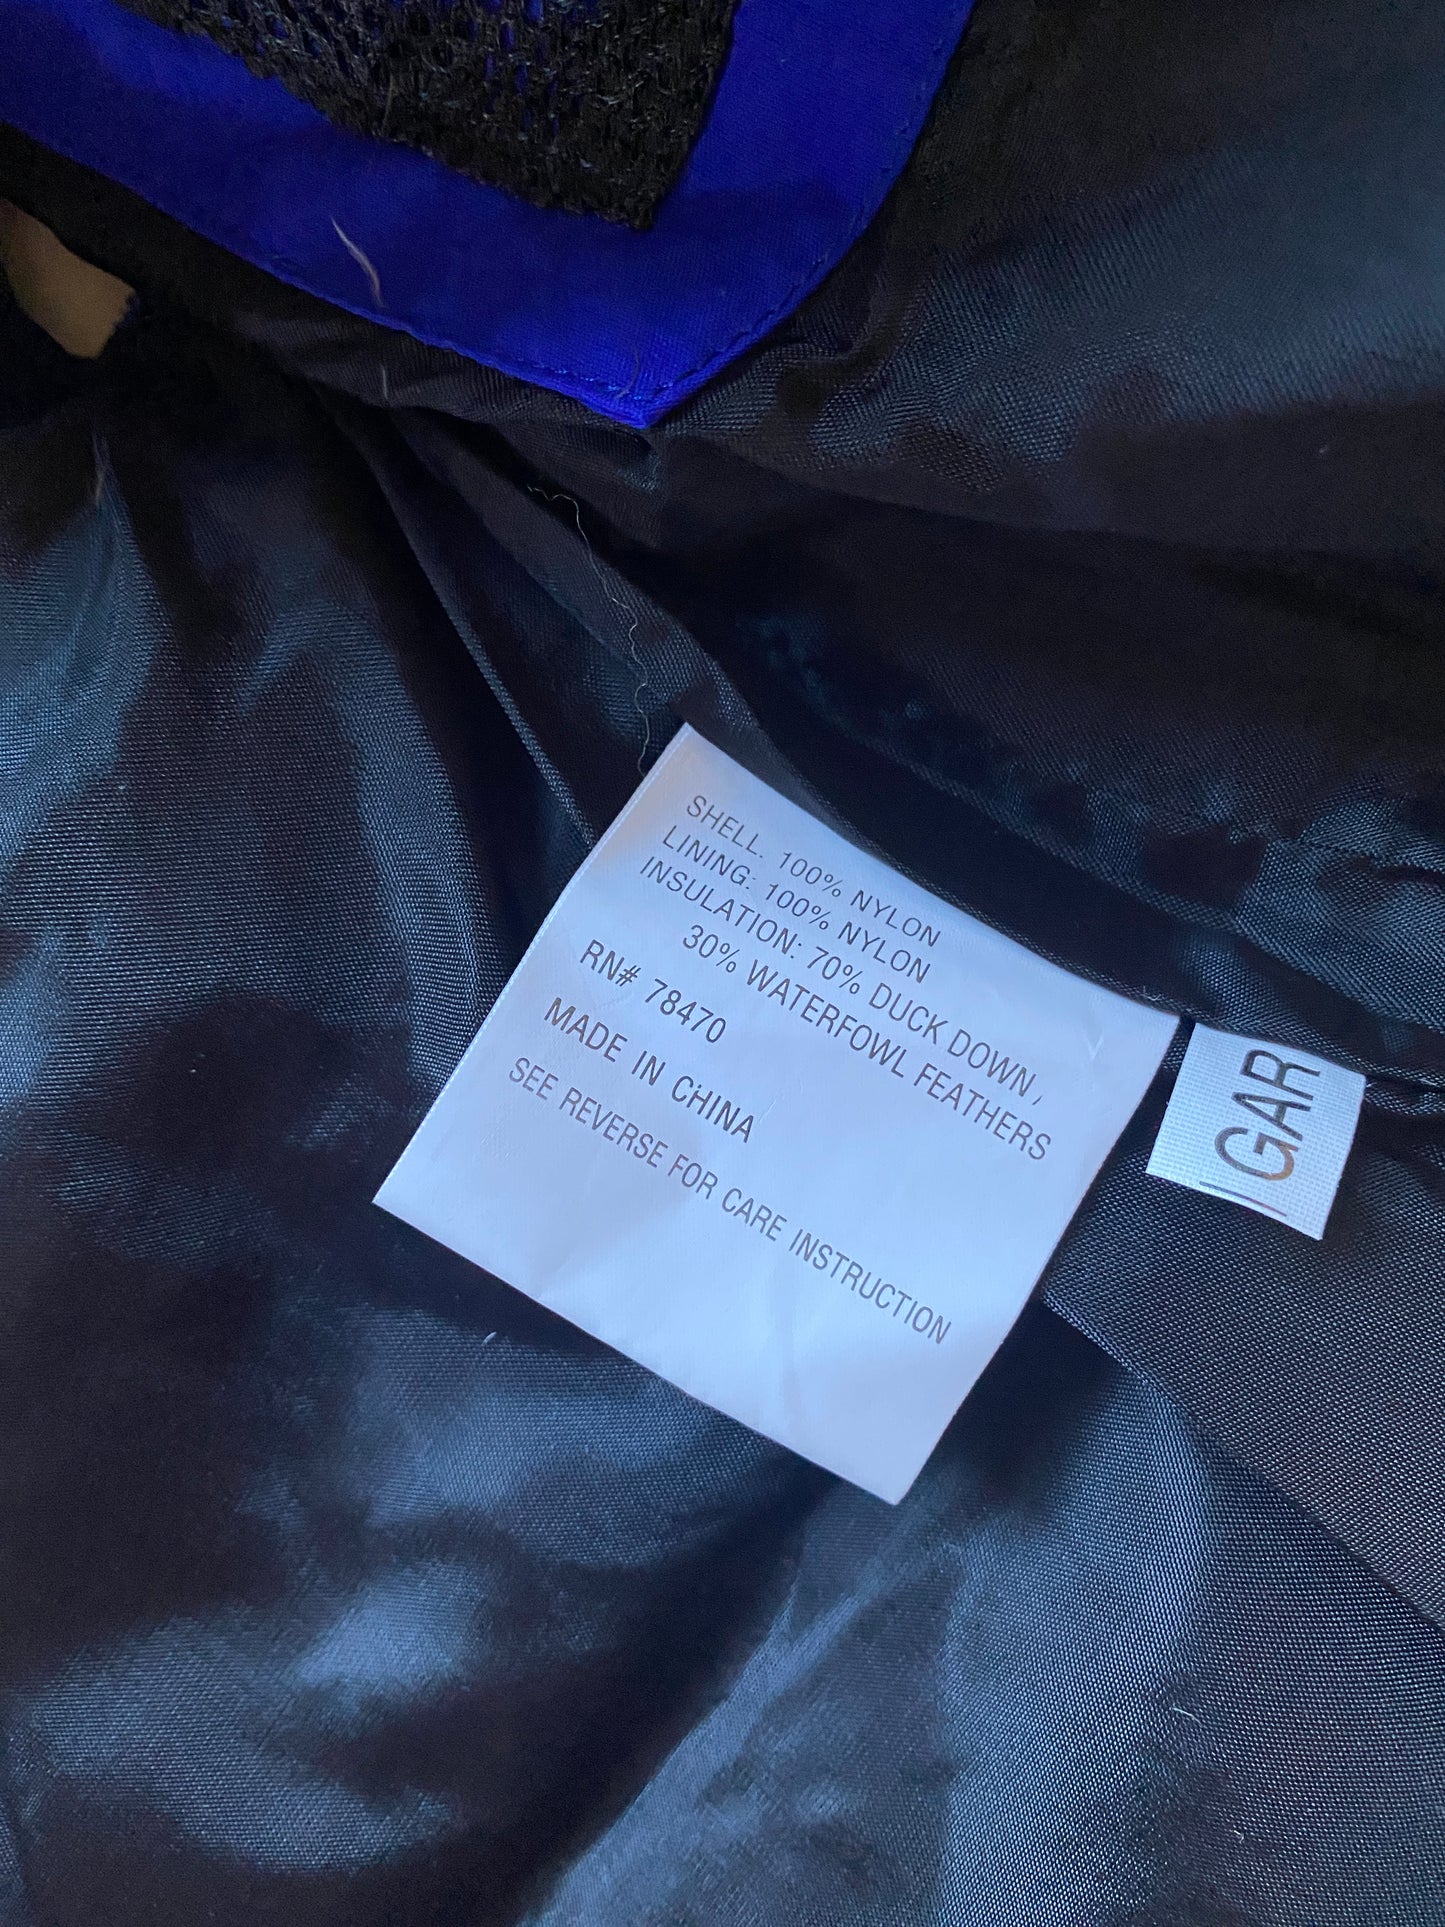 SHELL. 100% NYLON
LINING: 100% NYLON
INSULATION: 70% DUCK DOWN,
30% WATERFOWL FEATHERS
RN# 78470
MADE IN CHINA
SEE REVERSE FOR CARE INSTRUCTION
GAR